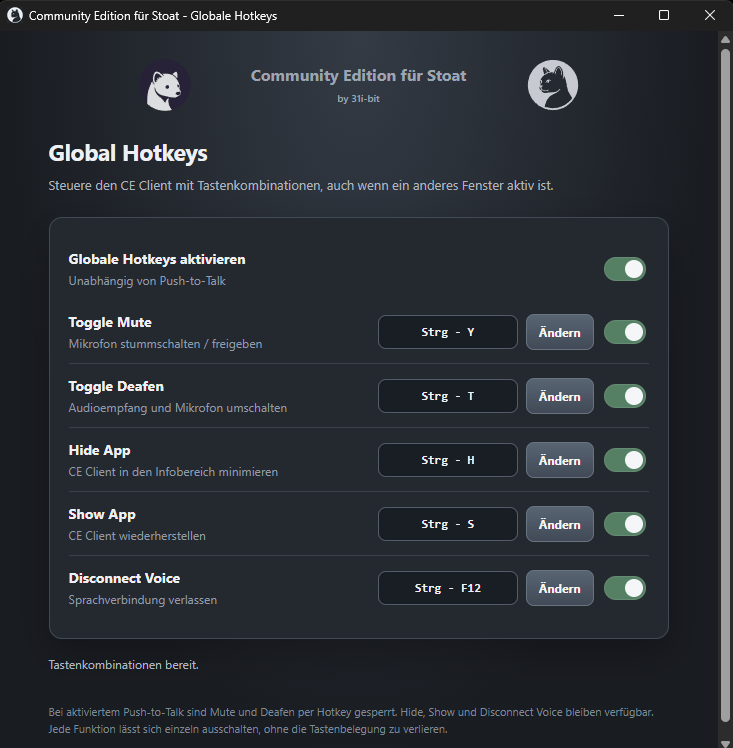 Community Edition für Stoat - Globale Hotkeys
Community Edition für Stoat
by 31i-bit
Global Hotkeys
Steuere den CE Client mit Tastenkombinationen, auch wenn ein anderes Fenster aktiv ist.
Globale Hotkeys aktivieren
Unabhängig von Push-to-Talk
Toggle Mute
Strg - Y
Ändern
Mikrofon stummschalten / freigeben
Toggle Deafen
Strg - T
Ändern
Audioempfang und Mikrofon umschalten
Hide App
Strg - H
Ändern
CE Client in den Infobereich minimieren
Show App
Strg - S
Ändern
CE Client wiederherstellen
Disconnect Voice
Strg - F12
Ändern
Sprachverbindung verlassen
Tastenkombinationen bereit.
Bei aktiviertem Push-to-Talk sind Mute und Deafen per Hotkey gesperrt. Hide, Show und Disconnect Voice bleiben verfügbar.
Jede Funktion lässt sich einzeln ausschalten, ohne die Tastenbelegung zu verlieren.